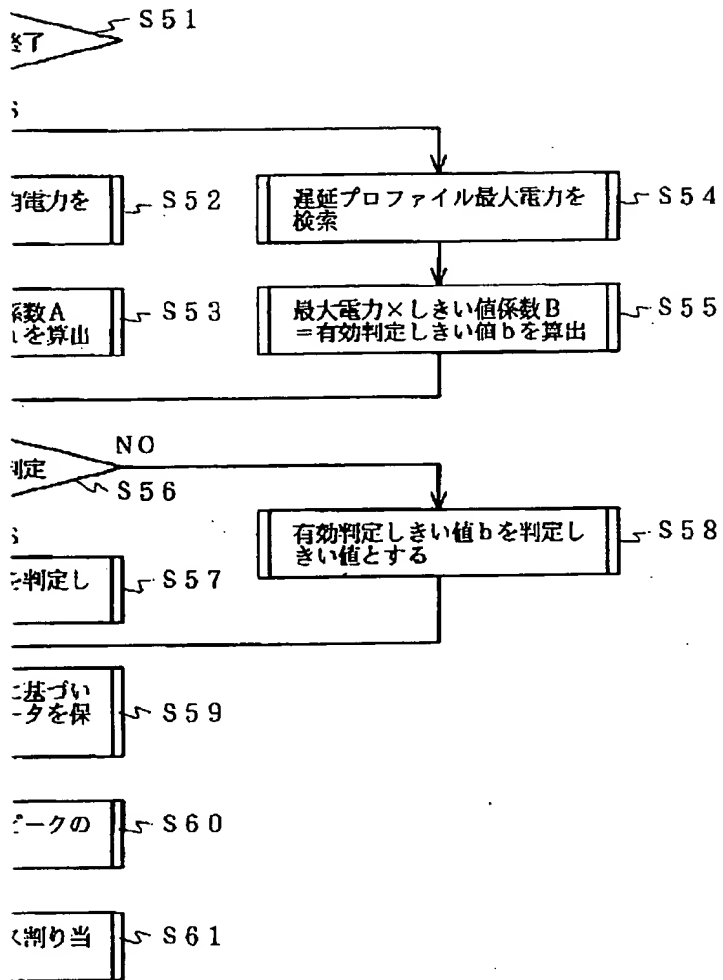 S51
終了
S
均電力を
S52
遅延プロファイル最大電力を
検索
S54
係数A
を算出
S53
最大電力×しきい値係数B
=有効判定しきい値bを算出
S55
NO
判定
S56
有効判定しきい値bを判定し
きい値とする
S58
S
を判定し
S57
に基づい
ータを保
S59
ピークの
S60
割り当
S61